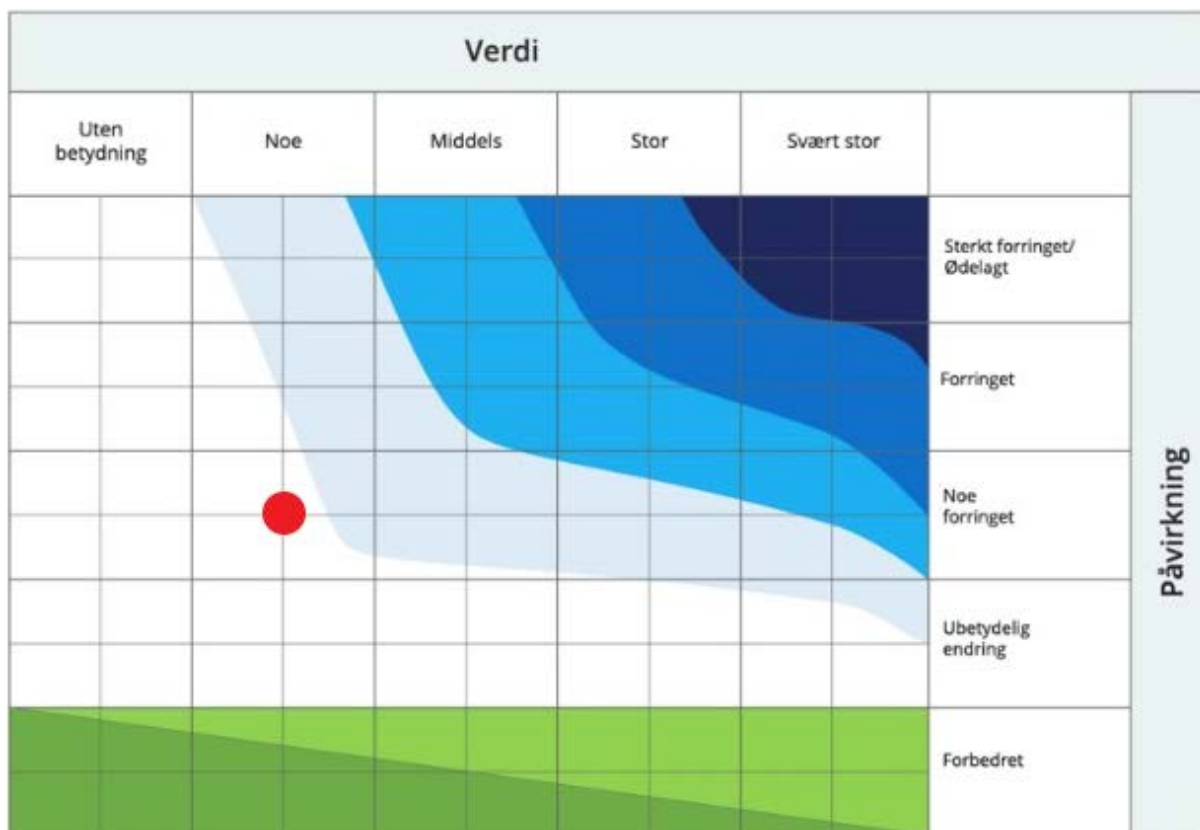 Verdi
Uten
betydning
Noe
Middels
Stor
Svært stor
Sterkt forringet/
Ødelagt
Forringet
Noe
forringet
Ubetydelig
endring
Forbedret
Påvirkning